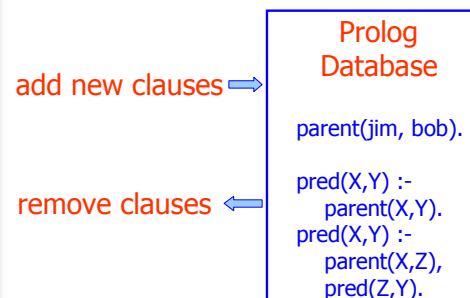 Prolog
Database
add new clauses
parent(jim, bob).
remove clauses
pred(X,Y) :-
parent(X,Y).
pred(X,Y) :-
parent(X,Z),
pred(Z,Y).